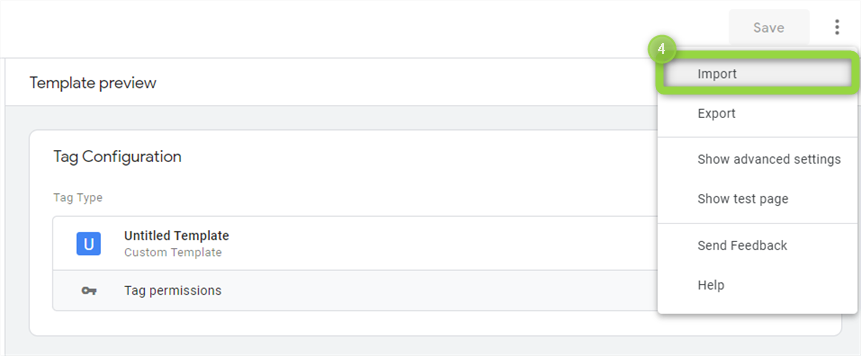 Save
4
Import
Template preview
Export
Tag Configuration
Show advanced settings
Tag Type
Show test page
U
Untitled Template
Custom Template
Send Feedback
Tag permissions
Help